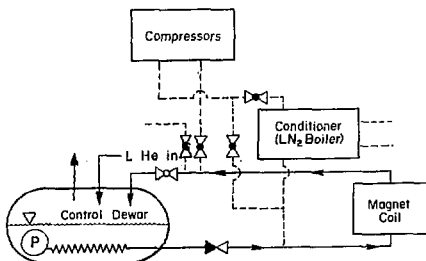 Compressors
Conditioner
(LN₂ Boiler)
L He in
Control Dewar
Magnet
Coil
P